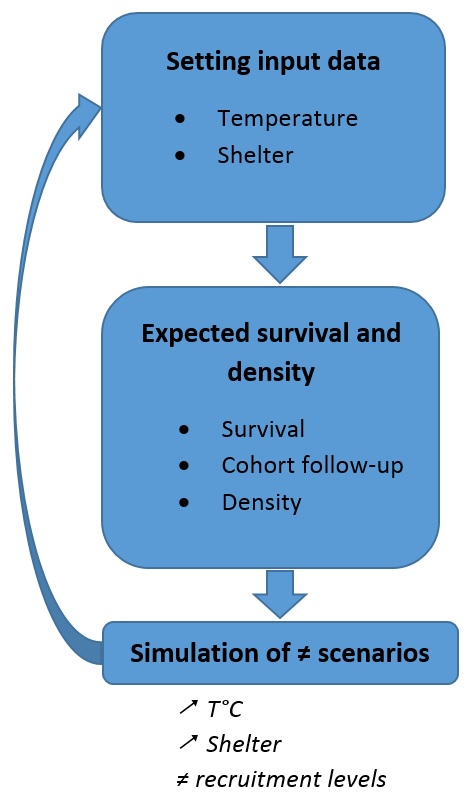 Setting input data
• Temperature
• Shelter
Expected survival and
density
• Survival
• Cohort follow-up
• Density
Simulation of ≠ scenarios
↗ T°C
↗ Shelter
≠ recruitment levels